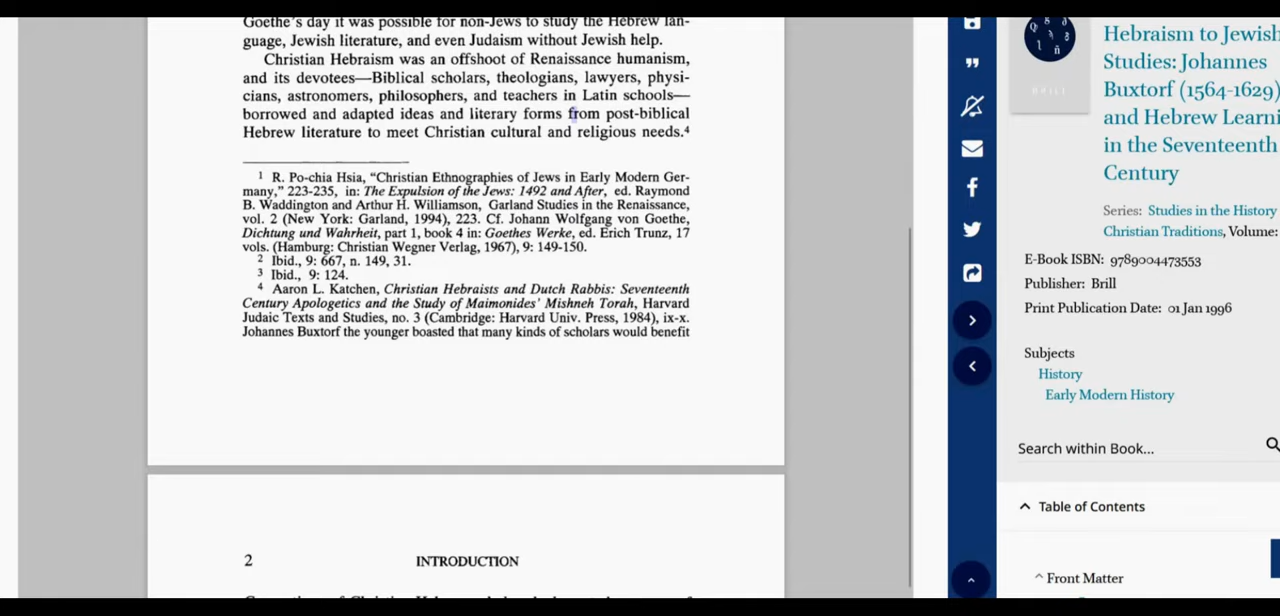 Goethe's day it was possible for non-Jews to study the Hebrew lan-
guage, Jewish literature, and even Judaism without Jewish help.
Christian Hebraism was an offshoot of Renaissance humanism,
and its devotees—Biblical scholars, theologians, lawyers, physi-
cians, astronomers, philosophers, and teachers in Latin schools—
borrowed and adapted ideas and literary forms from post-biblical
Hebrew literature to meet Christian cultural and religious needs.⁴
¹ R. Po-chia Hsia, “Christian Ethnographies of Jews in Early Modern Ger-
many,” 223-235, in: The Expulsion of the Jews: 1492 and After, ed. Raymond
B. Waddington and Arthur H. Williamson, Garland Studies in the Renaissance,
vol. 2 (New York: Garland, 1994), 223. Cf. Johann Wolfgang von Goethe,
Dichtung und Wahrheit, part 1, book 4 in: Goethes Werke, ed. Erich Trunz, 17
vols. (Hamburg: Christian Wegner Verlag, 1967), 9: 149-150.
² Ibid., 9: 667, n. 149, 31.
³ Ibid., 9: 124.
⁴ Aaron L. Katchen, Christian Hebraists and Dutch Rabbis: Seventeenth
Century Apologetics and the Study of Maimonides' Mishneh Torah, Harvard
Judaic Texts and Studies, no. 3 (Cambridge: Harvard Univ. Press, 1984), ix-x.
Johannes Buxtorf the younger boasted that many kinds of scholars would benefit
2 INTRODUCTION
BRILL
Hebraism to Jewish
Studies: Johannes
Buxtorf (1564-1629)
and Hebrew Learni
in the Seventeenth
Century
Series: Studies in the History
Christian Traditions, Volume:
E-Book ISBN: 9789004473553
Publisher: Brill
Print Publication Date: 01 Jan 1996
Subjects
History
Early Modern History
Search within Book...
Table of Contents
Front Matter